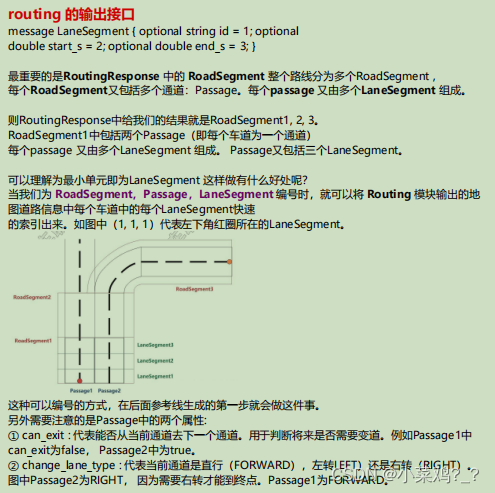 routing 的输出接口
message LaneSegment { optional string id = 1; optional
double start_s = 2; optional double end_s = 3; }
最重要的是RoutingResponse 中的 RoadSegment 整个路线分为多个RoadSegment ,
每个RoadSegment又包括多个通道：Passage。每个passage 又由多个LaneSegment 组成。
则RoutingResponse中给我们的结果就是RoadSegment1, 2, 3。
RoadSegment1中包括两个Passage（即每个车道为一个通道）
每个passage 又由多个LaneSegment 组成。 Passage又包括三个LaneSegment。
可以理解为最小单元即为LaneSegment 这样做有什么好处呢?
当我们为 RoadSegment，Passage，LaneSegment 编号时，就可以将 Routing 模块输出的地
图道路信息中每个车道中的每个LaneSegment快速
的索引出来。如图中（1, 1, 1）代表左下角红圈所在的LaneSegment。
RoadSegment2
RoadSegment3
RoadSegment1
LaneSegment3
LaneSegment2
LaneSegment1
Passage1 Passage2
这种可以编号的方式，在后面参考线生成的第一步就会做这件事。
另外需要注意的是Passage中的两个属性:
① can_exit : 代表能否从当前通道去下一个通道。用于判断将来是否需要变道。例如Passage1中
can_exit为false， Passage2中为true。
② change_lane_type : 代表当前通道是直行（FORWARD），左转LEFT）还是右转（RIGHT）。
图中Passage2为RIGHT， 因为需要右转才能到终点。Passage1为FORWARD。
CSDN @小菜鸡?_?